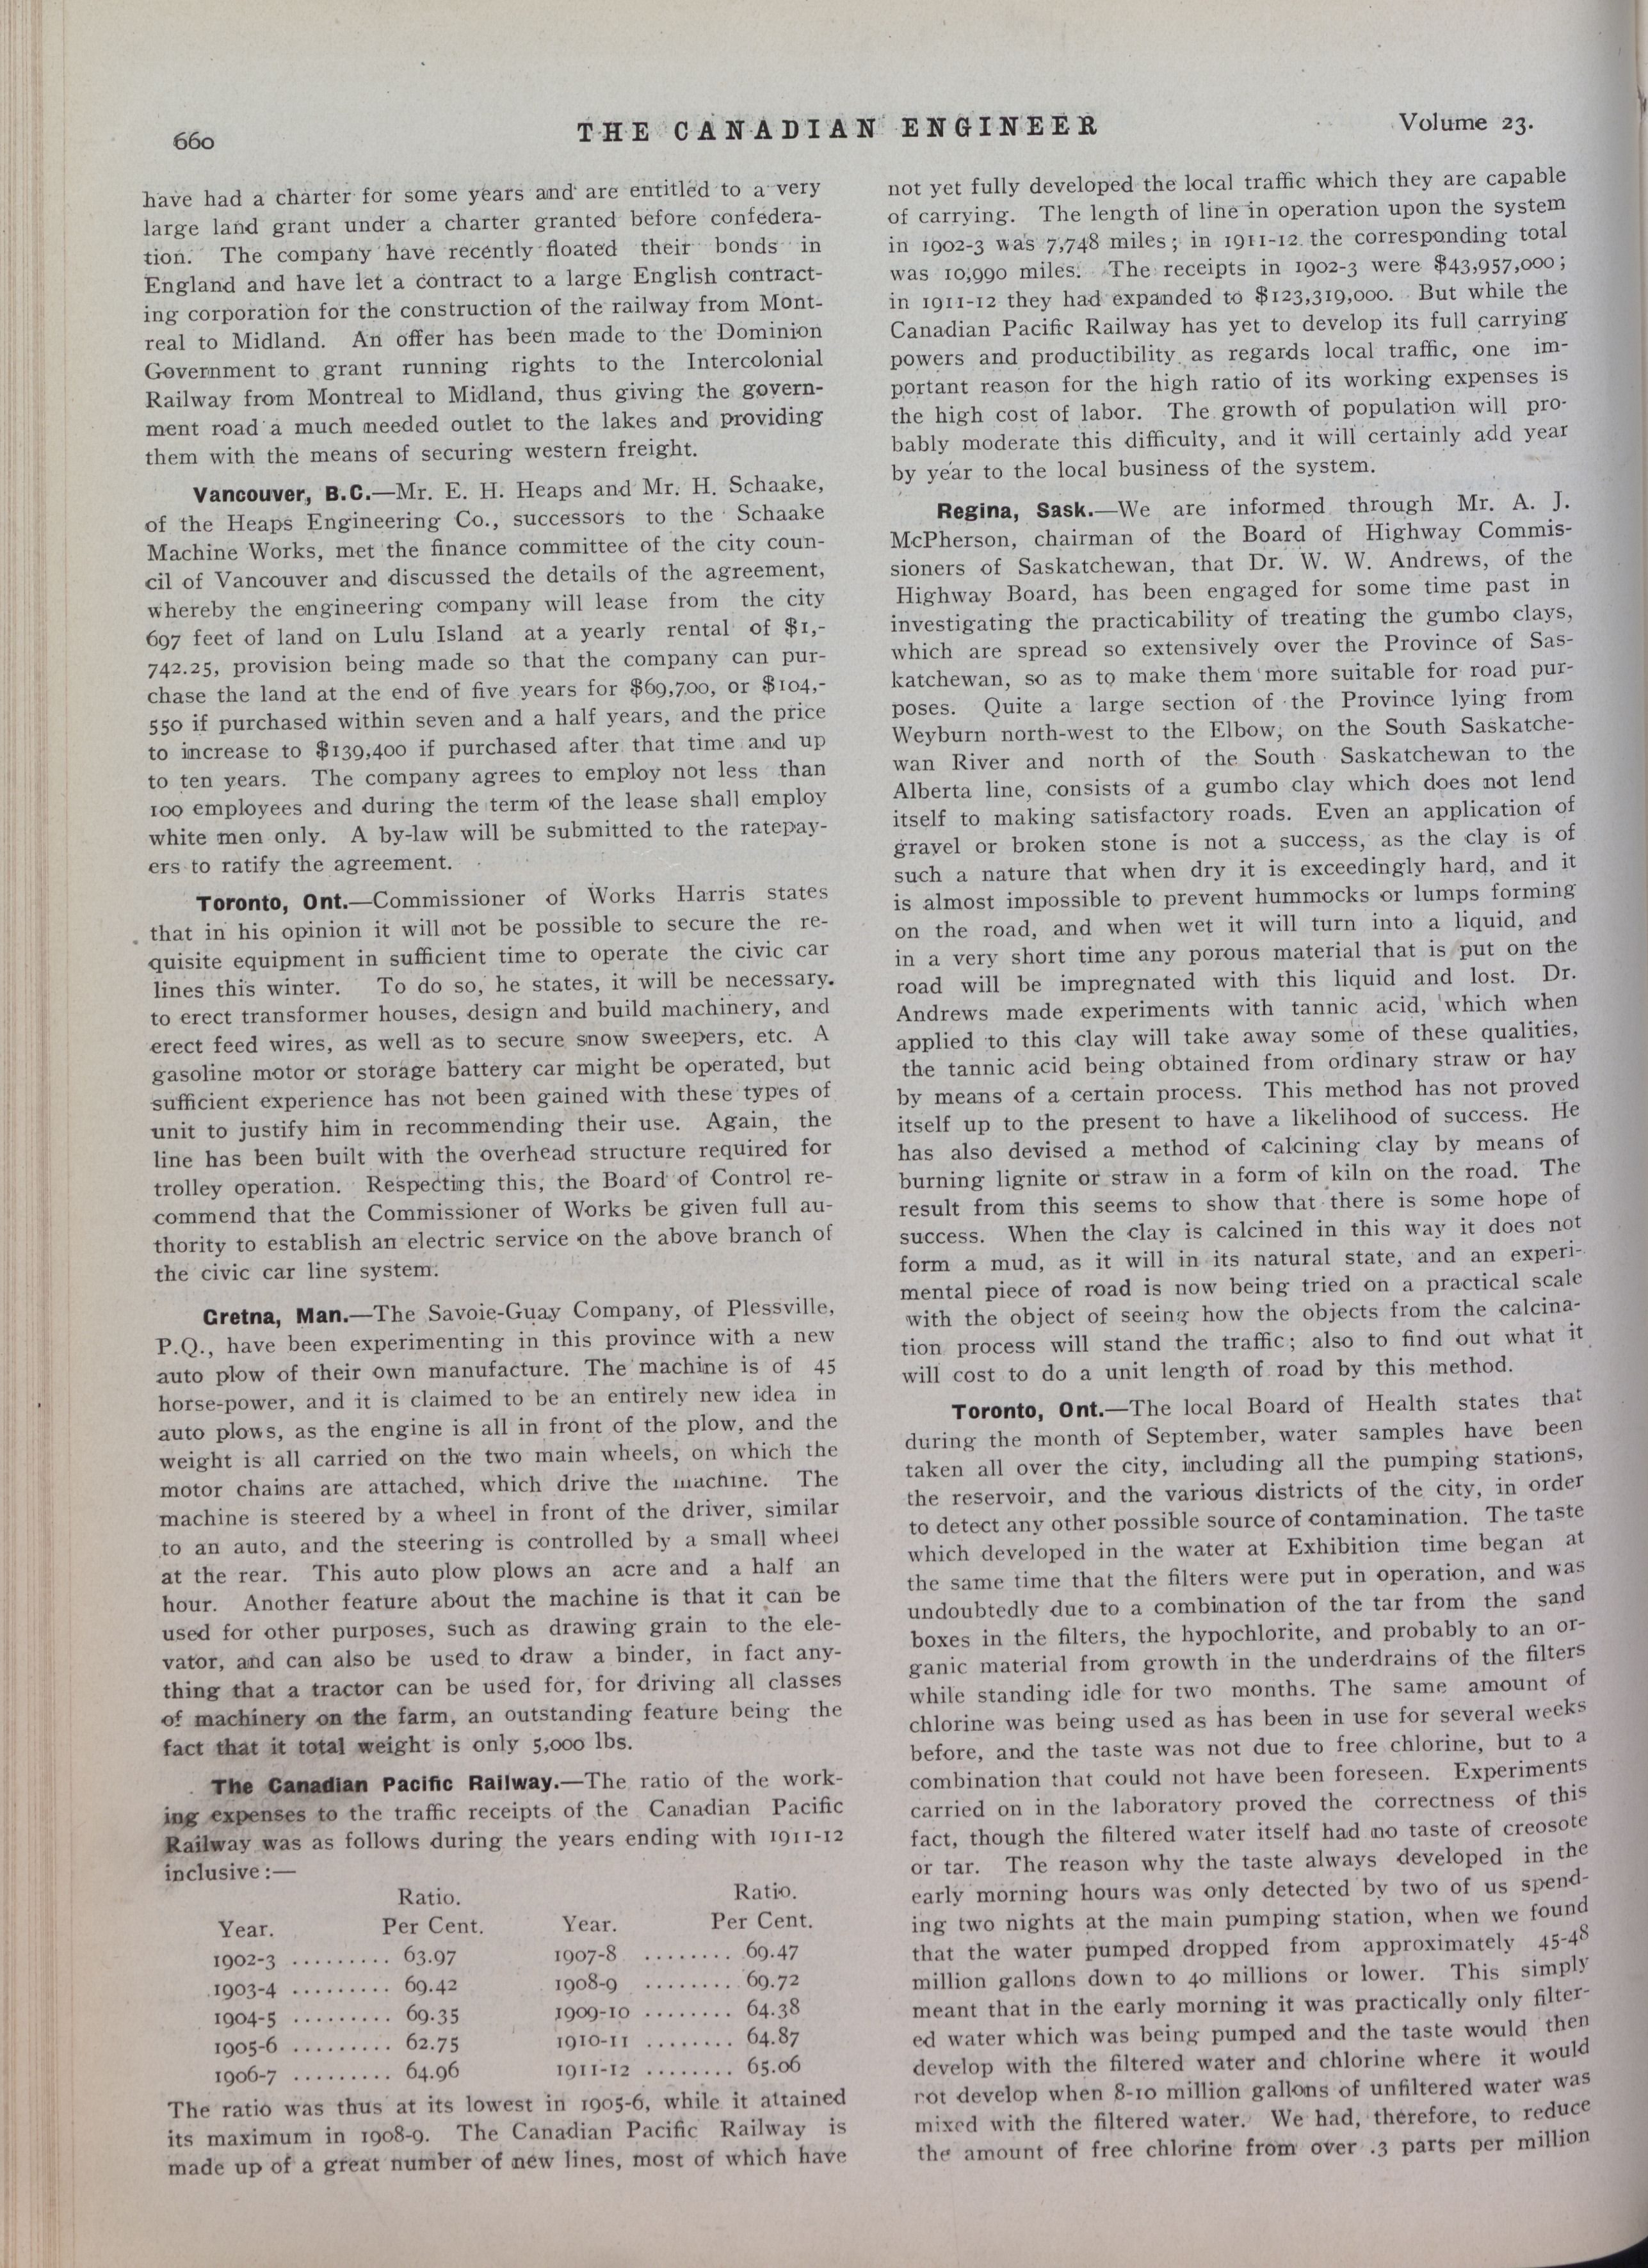 660
THE CANADIAN ENGINEER
Volume 23.
have had a charter for some years and are entitled to a very
large land grant under a charter granted before confedera-
tion. The company have recently floated their bonds in
England and have let a contract to a large English contract-
ing corporation for the construction of the railway from Mont-
real to Midland. An offer has been made to the Dominion
Government to grant running rights to the Intercolonial
Railway from Montreal to Midland, thus giving the govern-
ment road a much needed outlet to the lakes and providing
them with the means of securing western freight.
Vancouver, B.C.—Mr. E. H. Heaps and Mr. H. Schaake,
of the Heaps Engineering Co., successors to the Schaake
Machine Works, met the finance committee of the city coun-
cil of Vancouver and discussed the details of the agreement,
whereby the engineering company will lease from the city
697 feet of land on Lulu Island at a yearly rental of $1,-
742.25, provision being made so that the company can pur-
chase the land at the end of five years for $69,700, or $104,-
550 if purchased within seven and a half years, and the price
to increase to $139,400 if purchased after that time and up
to ten years. The company agrees to employ not less than
100 employees and during the term of the lease shall employ
white men only. A by-law will be submitted to the ratepay-
ers to ratify the agreement.
Toronto, Ont.—Commissioner of Works Harris states
that in his opinion it will not be possible to secure the re-
quisite equipment in sufficient time to operate the civic car
lines this winter. To do so, he states, it will be necessary.
to erect transformer houses, design and build machinery, and
erect feed wires, as well as to secure snow sweepers, etc. A
gasoline motor or storage battery car might be operated, but
sufficient experience has not been gained with these types of
unit to justify him in recommending their use. Again, the
line has been built with the overhead structure required for
trolley operation. Respecting this, the Board of Control re-
commend that the Commissioner of Works be given full au-
thority to establish an electric service on the above branch of
the civic car line system.
Gretna, Man.—The Savoie-Guay Company, of Plessville,
P.Q., have been experimenting in this province with a new
auto plow of their own manufacture. The machine is of 45
horse-power, and it is claimed to be an entirely new idea in
auto plows, as the engine is all in front of the plow, and the
weight is all carried on the two main wheels, on which the
motor chains are attached, which drive the machine. The
machine is steered by a wheel in front of the driver, similar
to an auto, and the steering is controlled by a small wheel
at the rear. This auto plow plows an acre and a half an
hour. Another feature about the machine is that it can be
used for other purposes, such as drawing grain to the ele-
vator, and can also be used to draw a binder, in fact any-
thing that a tractor can be used for, for driving all classes
of machinery on the farm, an outstanding feature being the
fact that it total weight is only 5,000 lbs.
The Canadian Pacific Railway.—The ratio of the work-
ing expenses to the traffic receipts of the Canadian Pacific
Railway was as follows during the years ending with 1911-12
inclusive:—
Ratio. Ratio.
Year. Per Cent. Year. Per Cent.
1902-3 ......... 63.97 1907-8 ........ 69.47
1903-4 ......... 69.42 1908-9 ........ 69.72
1904-5 ......... 69.35 1909-10 ........ 64.38
1905-6 ......... 62.75 1910-11 ........ 64.87
1906-7 ......... 64.96 1911-12 ........ 65.06
The ratio was thus at its lowest in 1905-6, while it attained
its maximum in 1908-9. The Canadian Pacific Railway is
made up of a great number of new lines, most of which have
not yet fully developed the local traffic which they are capable
of carrying. The length of line in operation upon the system
in 1902-3 was 7,748 miles; in 1911-12 the corresponding total
was 10,990 miles. The receipts in 1902-3 were $43,957,000;
in 1911-12 they had expanded to $123,319,000. But while the
Canadian Pacific Railway has yet to develop its full carrying
powers and productibility as regards local traffic, one im-
portant reason for the high ratio of its working expenses is
the high cost of labor. The growth of population will pro-
bably moderate this difficulty, and it will certainly add year
by year to the local business of the system.
Regina, Sask.—We are informed through Mr. A. J.
McPherson, chairman of the Board of Highway Commis-
sioners of Saskatchewan, that Dr. W. W. Andrews, of the
Highway Board, has been engaged for some time past in
investigating the practicability of treating the gumbo clays,
which are spread so extensively over the Province of Sas-
katchewan, so as to make them more suitable for road pur-
poses. Quite a large section of the Province lying from
Weyburn north-west to the Elbow, on the South Saskatche-
wan River and north of the South Saskatchewan to the
Alberta line, consists of a gumbo clay which does not lend
itself to making satisfactory roads. Even an application of
gravel or broken stone is not a success, as the clay is of
such a nature that when dry it is exceedingly hard, and it
is almost impossible to prevent hummocks or lumps forming
on the road, and when wet it will turn into a liquid, and
in a very short time any porous material that is put on the
road will be impregnated with this liquid and lost. Dr.
Andrews made experiments with tannic acid, which when
applied to this clay will take away some of these qualities,
the tannic acid being obtained from ordinary straw or hay
by means of a certain process. This method has not proved
itself up to the present to have a likelihood of success. He
has also devised a method of calcining clay by means of
burning lignite or straw in a form of kiln on the road. The
result from this seems to show that there is some hope of
success. When the clay is calcined in this way it does not
form a mud, as it will in its natural state, and an experi-
mental piece of road is now being tried on a practical scale
with the object of seeing how the objects from the calcina-
tion process will stand the traffic; also to find out what it
will cost to do a unit length of road by this method.
Toronto, Ont.—The local Board of Health states that
during the month of September, water samples have been
taken all over the city, including all the pumping stations,
the reservoir, and the various districts of the city, in order
to detect any other possible source of contamination. The taste
which developed in the water at Exhibition time began at
the same time that the filters were put in operation, and was
undoubtedly due to a combination of the tar from the sand
boxes in the filters, the hypochlorite, and probably to an or-
ganic material from growth in the underdrains of the filters
while standing idle for two months. The same amount of
chlorine was being used as has been in use for several weeks
before, and the taste was not due to free chlorine, but to a
combination that could not have been foreseen. Experiments
carried on in the laboratory proved the correctness of this
fact, though the filtered water itself had no taste of creosote
or tar. The reason why the taste always developed in the
early morning hours was only detected by two of us spend-
ing two nights at the main pumping station, when we found
that the water pumped dropped from approximately 45-48
million gallons down to 40 millions or lower. This simply
meant that in the early morning it was practically only filter-
ed water which was being pumped and the taste would then
develop with the filtered water and chlorine where it would
not develop when 8-10 million gallons of unfiltered water was
mixed with the filtered water. We had, therefore, to reduce
the amount of free chlorine from over .3 parts per million